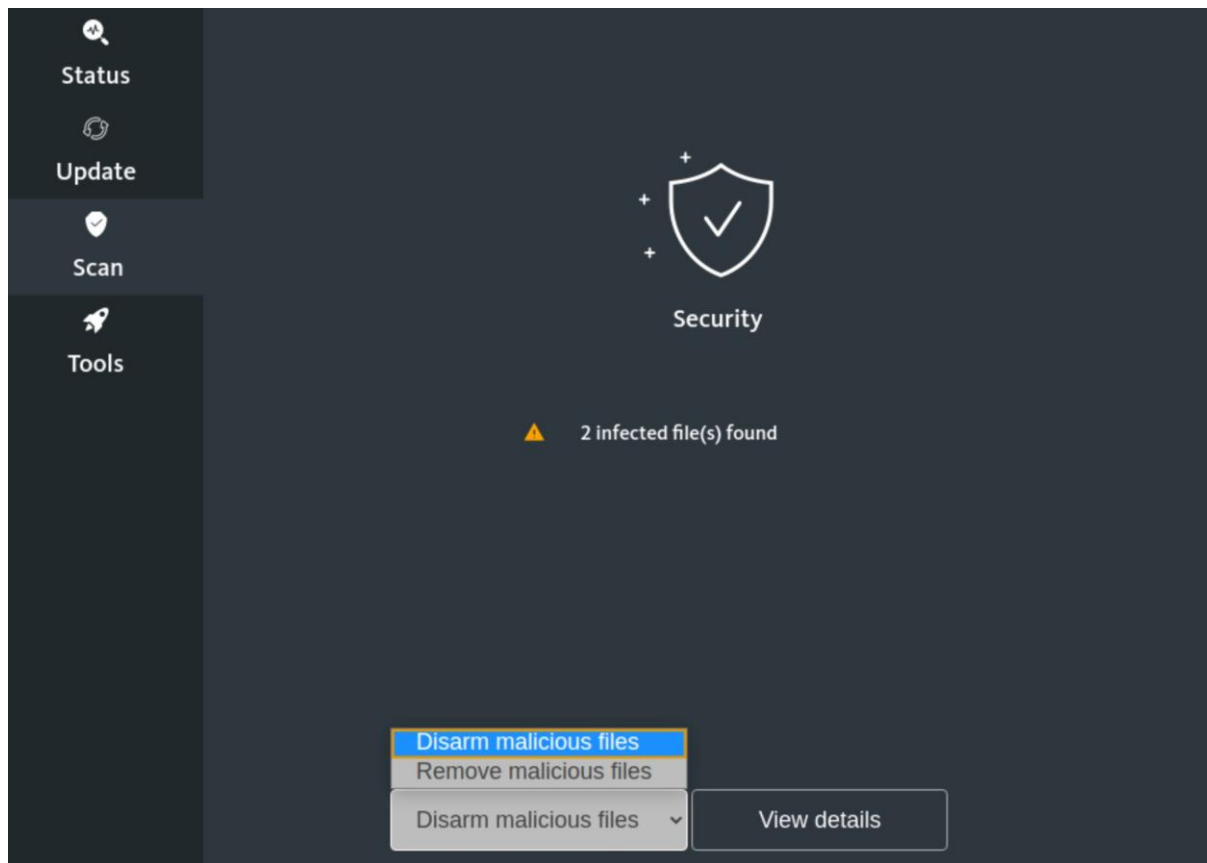 Status
Update
Scan
Tools
Security
2 infected file(s) found
Disarm malicious files
Remove malicious files
Disarm malicious files
View details